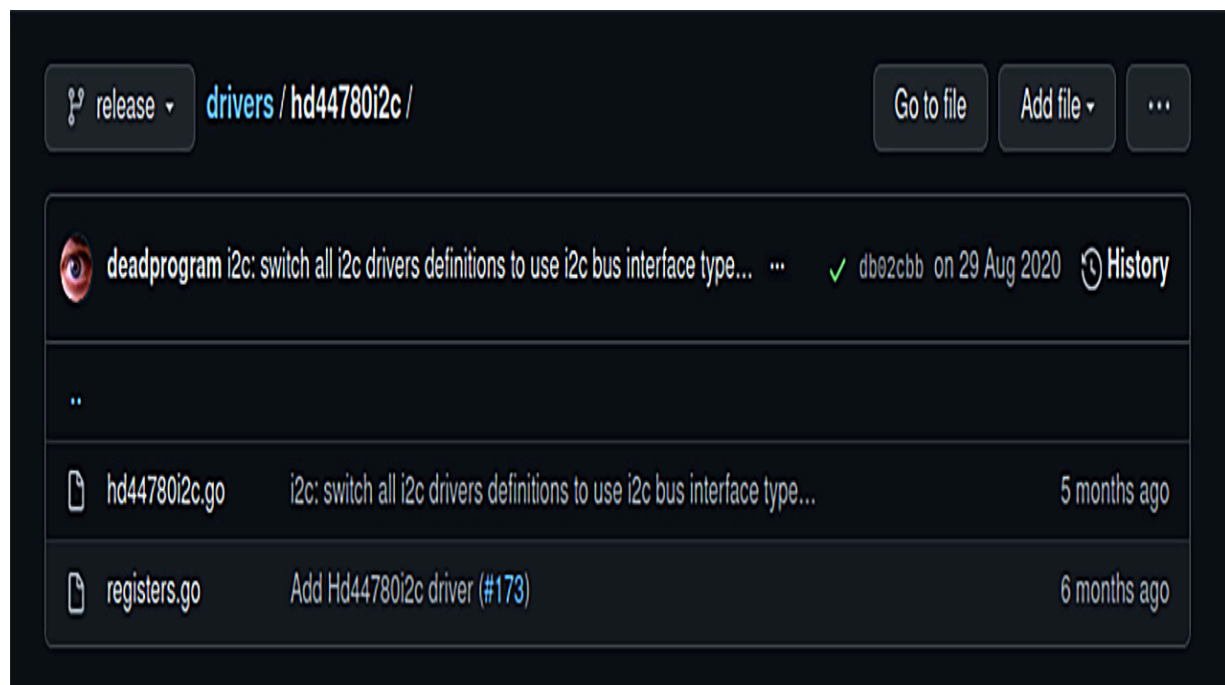 release drivers / hd44780i2c / Go to file Add file ...
deadprogram i2c: switch all i2c drivers definitions to use i2c bus interface type... ... db02cbb on 29 Aug 2020 History
..
hd44780i2c.go i2c: switch all i2c drivers definitions to use i2c bus interface type... 5 months ago
registers.go Add Hd44780i2c driver (#173) 6 months ago